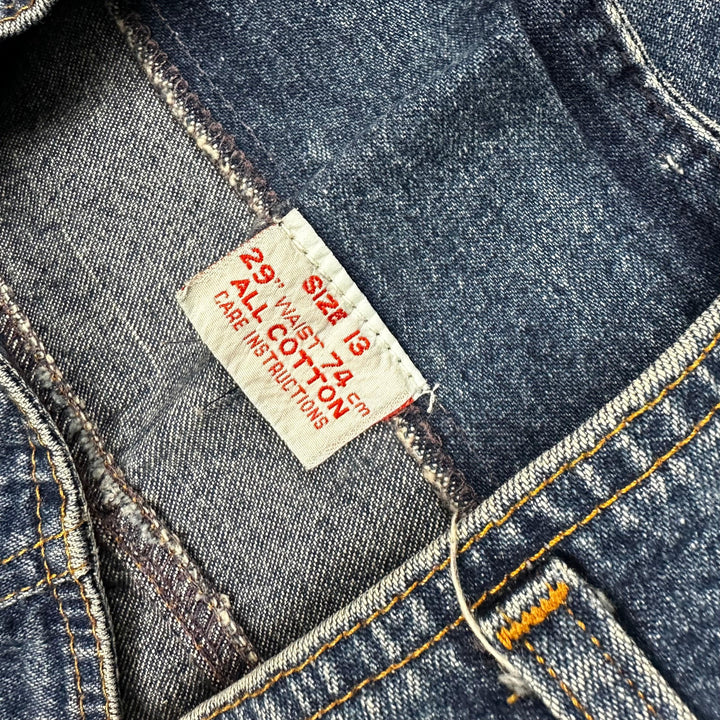 SIZE 13
29" WAIST 74 cm
ALL COTTON
CARE INSTRUCTIONS